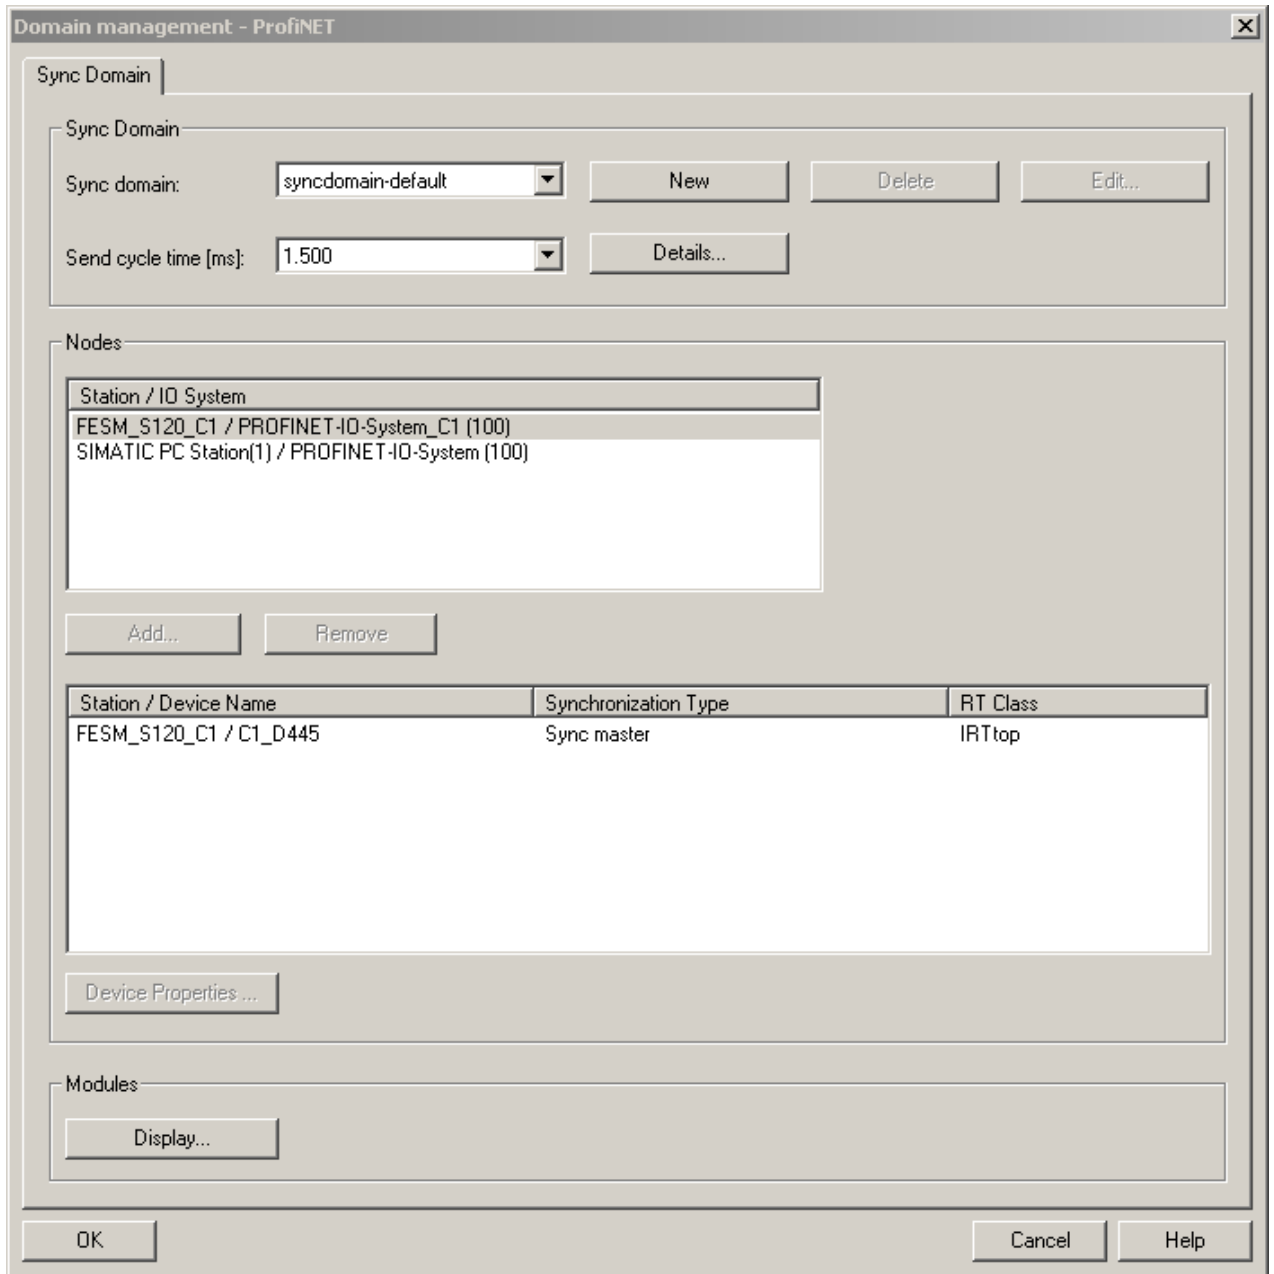 Domain management - ProfiNET
Sync Domain
Sync Domain
Sync domain: syncdomain-default New Delete Edit...
Send cycle time [ms]: 1.500 Details...
Nodes
Station / IO System
FESM_S120_C1 / PROFINET-IO-System_C1 (100)
SIMATIC PC Station(1) / PROFINET-IO-System (100)
Add... Remove
Station / Device Name Synchronization Type RT Class
FESM_S120_C1 / C1_D445 Sync master IRTtop
Device Properties ...
Modules
Display...
OK Cancel Help